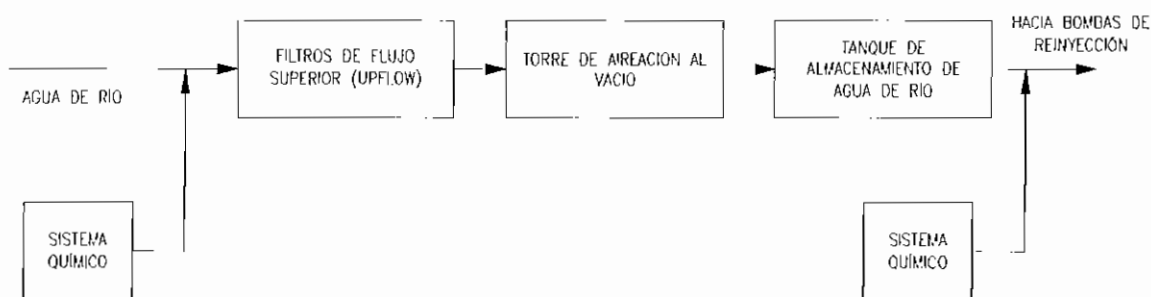 HACIA BOMBAS DE
REINYECCIÓN
FILTROS DE FLUJO
SUPERIOR (UPFLOW)
TORRE DE AIREACION AL
VACIO
TANQUE DE
ALMACENAMIENTO DE
AGUA DE RIO
AGUA DE RIO
SISTEMA
QUÍMICO
SISTEMA
QUÍMICO